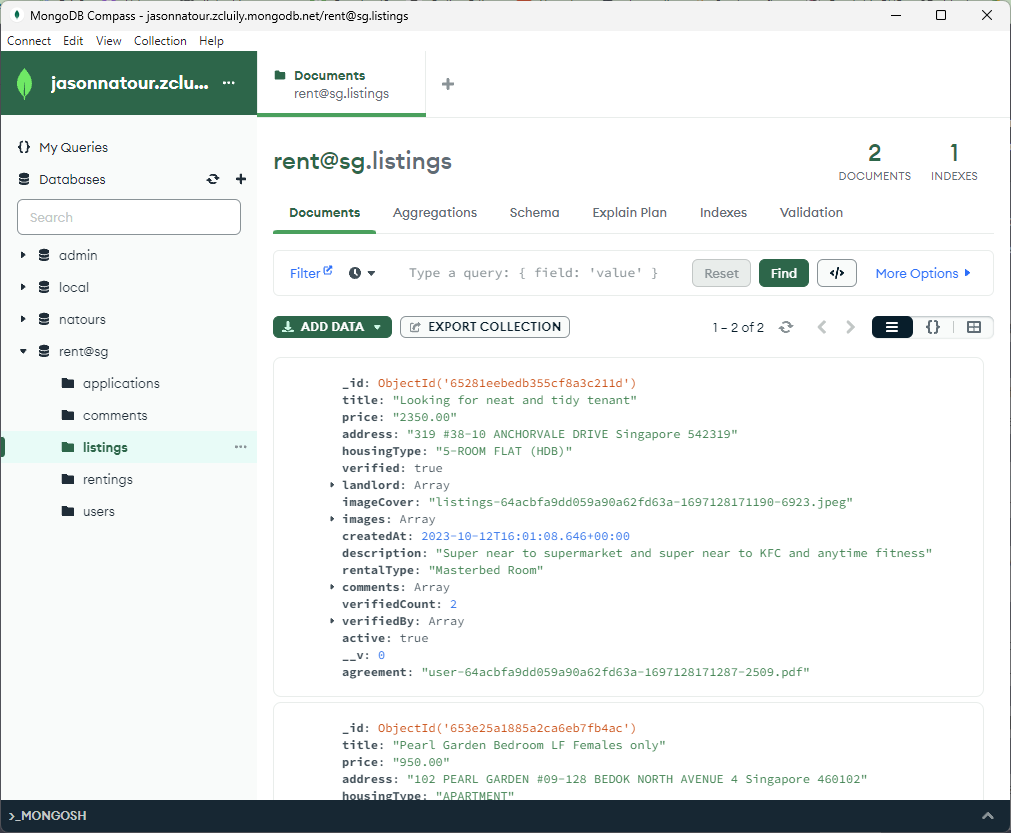 MongoDB Compass - jasonnatour.zcluily.mongodb.net/rent@sg.listings
Connect Edit View Collection Help
jasonnatour.zclu... ...
Documents
rent@sg.listings
+
{} My Queries
Databases
Search
admin
local
natours
rent@sg
applications
comments
listings ...
rentings
users
rent@sg.listings
2
DOCUMENTS
1
INDEXES
Documents Aggregations Schema Explain Plan Indexes Validation
Filter Type a query: { field: 'value' } Reset Find </> More Options
ADD DATA EXPORT COLLECTION 1 – 2 of 2 {}
_id: ObjectId('65281eebedb355cf8a3c211d')
title: "Looking for neat and tidy tenant"
price: "2350.00"
address: "319 #38-10 ANCHORVALE DRIVE Singapore 542319"
housingType: "5-ROOM FLAT (HDB)"
verified: true
landlord: Array
imageCover: "listings-64acbfa9dd059a90a62fd63a-1697128171190-6923.jpeg"
images: Array
createdAt: 2023-10-12T16:01:08.646+00:00
description: "Super near to supermarket and super near to KFC and anytime fitness"
rentalType: "Masterbed Room"
comments: Array
verifiedCount: 2
verifiedBy: Array
active: true
__v: 0
agreement: "user-64acbfa9dd059a90a62fd63a-1697128171287-2509.pdf"
_id: ObjectId('653e25a1885a2ca6eb7fb4ac')
title: "Pearl Garden Bedroom LF Females only"
price: "950.00"
address: "102 PEARL GARDEN #09-128 BEDOK NORTH AVENUE 4 Singapore 460102"
housingType: "APARTMENT"
>_MONGOSH